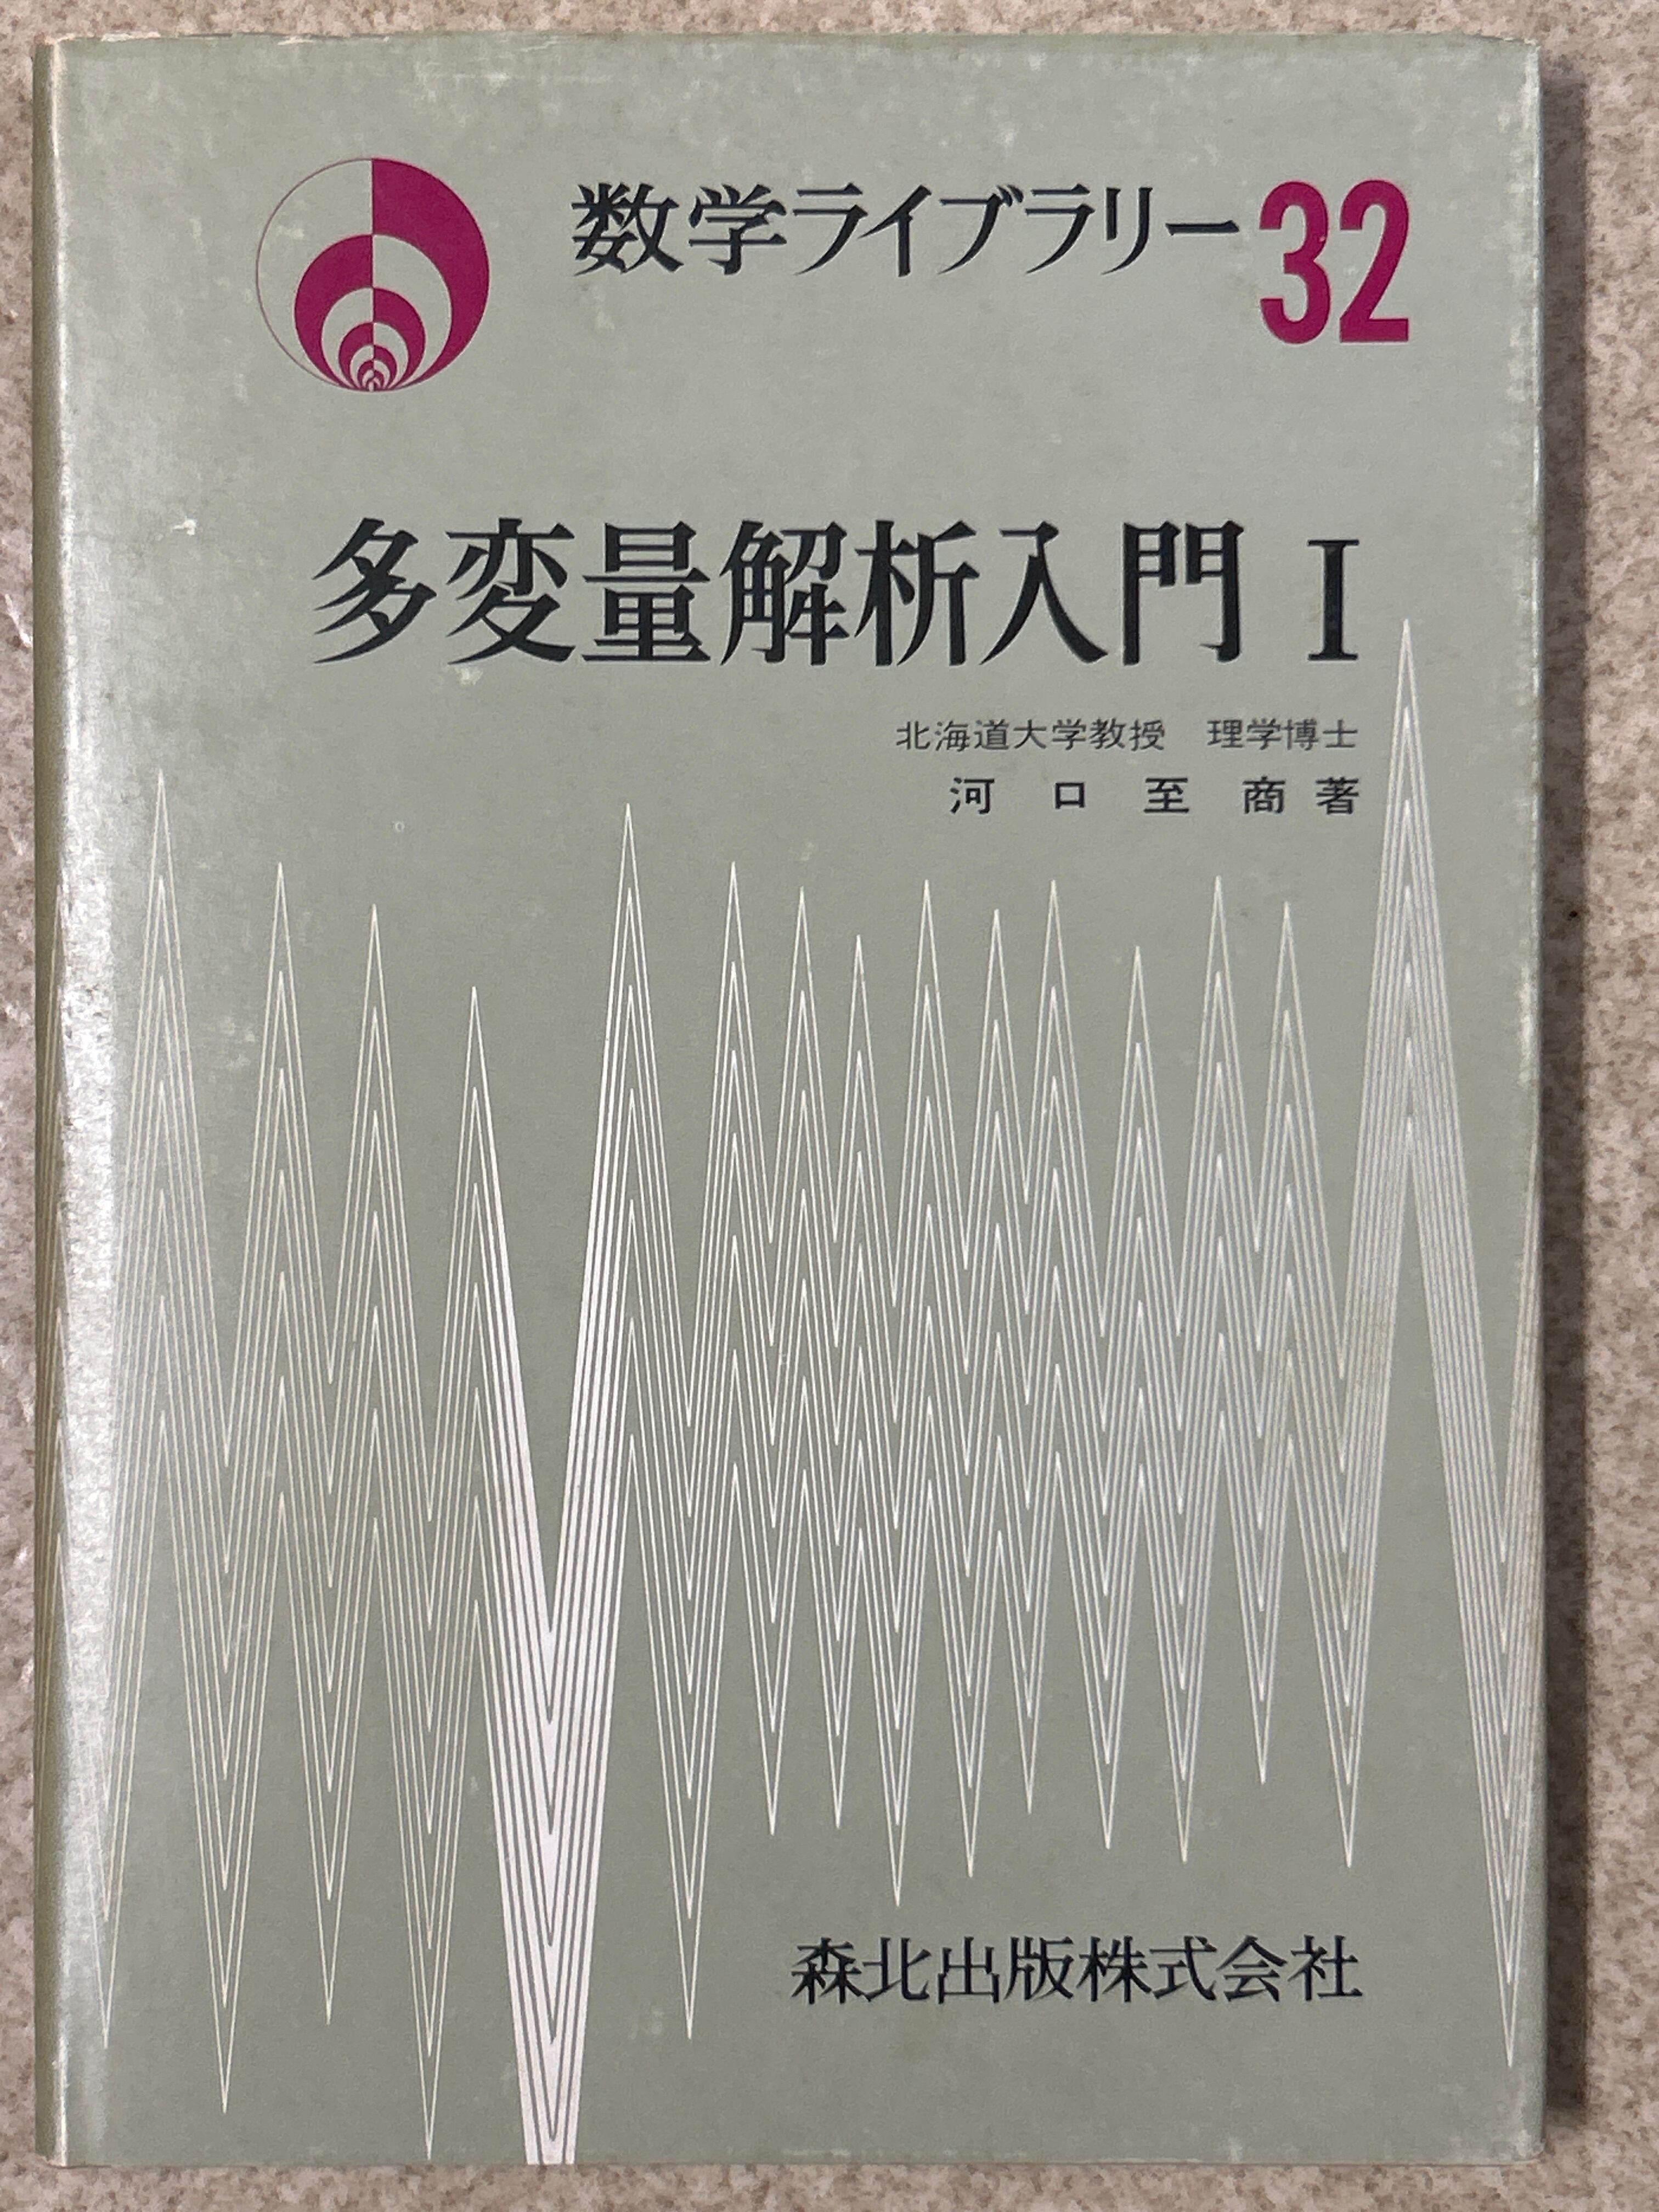 数学ライブラリー32
多変量解析入門 I
北海道大学教授　理学博士
河口至商 著
森北出版株式会社